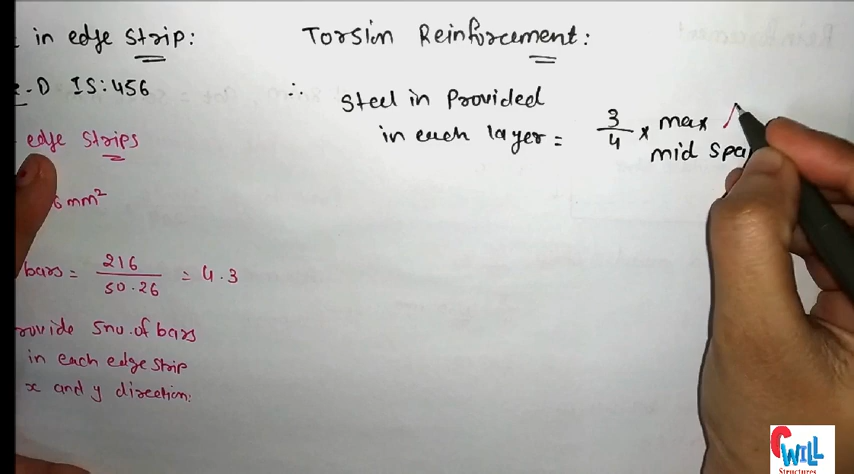 in edge Strip:
-D IS:456
edge Strips
6 mm²
bars = 216 / 50.26 = 4.3
rovide 5no. of bars
in each edge strip
x and y direction:
Torsion Reinforcement:
∴ Steel in Provided
in each layer = 3/4 × max
mid spa
CWILL
Structures